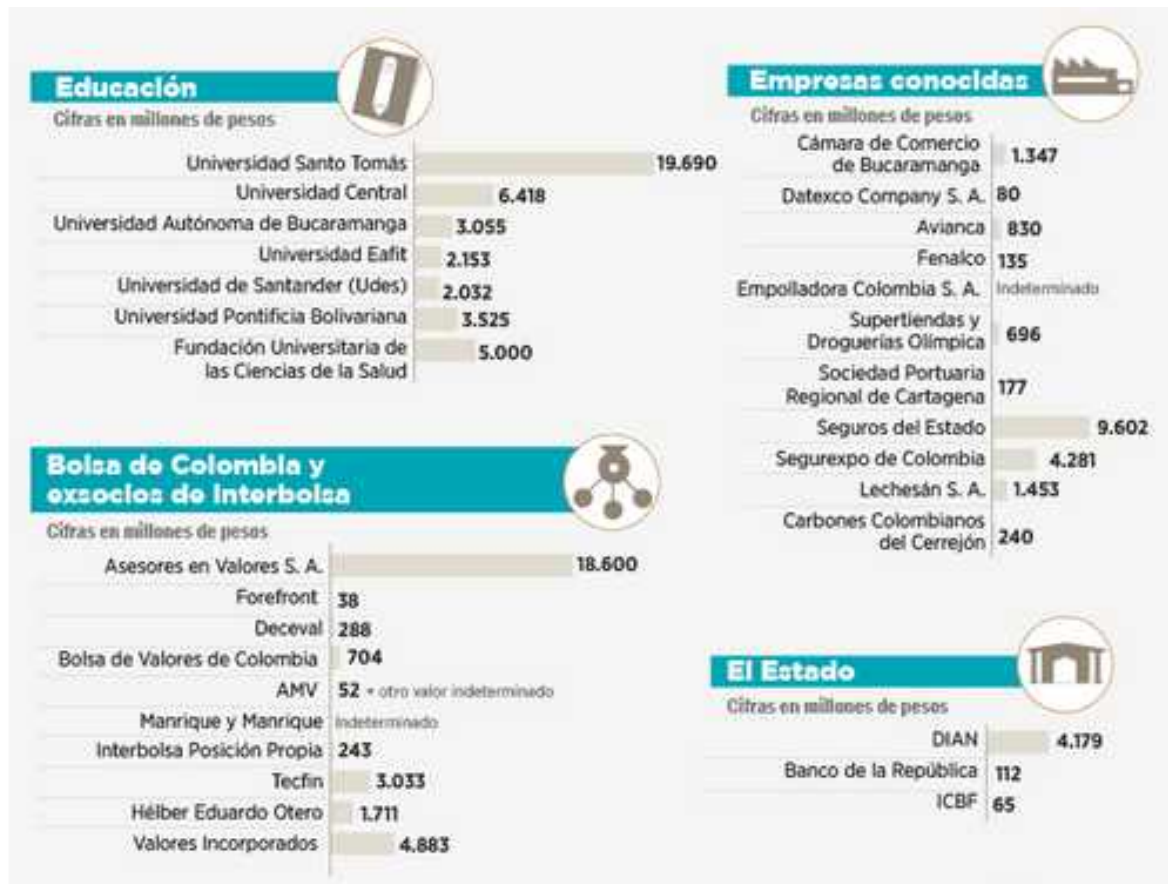 Educación
Cifras en millones de pesos
Universidad Santo Tomás 19.690
Universidad Central 6.418
Universidad Autónoma de Bucaramanga 3.055
Universidad Eafit 2.153
Universidad de Santander (Udes) 2.032
Universidad Pontificia Bolivariana 3.525
Fundación Universitaria de
las Ciencias de la Salud 5.000
Bolsa de Colombia y
exsocios de Interbolsa
Cifras en millones de pesos
Asesores en Valores S. A. 18.600
Forefront 38
Deceval 288
Bolsa de Valores de Colombia 704
AMV 52 + otro valor indeterminado
Manrique y Manrique Indeterminado
Interbolsa Posición Propia 243
Tecfin 3.033
Hélber Eduardo Otero 1.711
Valores Incorporados 4.883
Empresas conocidas
Cifras en millones de pesos
Cámara de Comercio
de Bucaramanga 1.347
Datexco Company S. A. 80
Avianca 830
Fenalco 135
Empolladora Colombia S. A. Indeterminado
Supertiendas y
Droguerías Olímpica 696
Sociedad Portuaria
Regional de Cartagena 177
Seguros del Estado 9.602
Segurexpo de Colombia 4.281
Lechesán S. A. 1.453
Carbones Colombianos
del Cerrejón 240
El Estado
Cifras en millones de pesos
DIAN 4.179
Banco de la República 112
ICBF 65